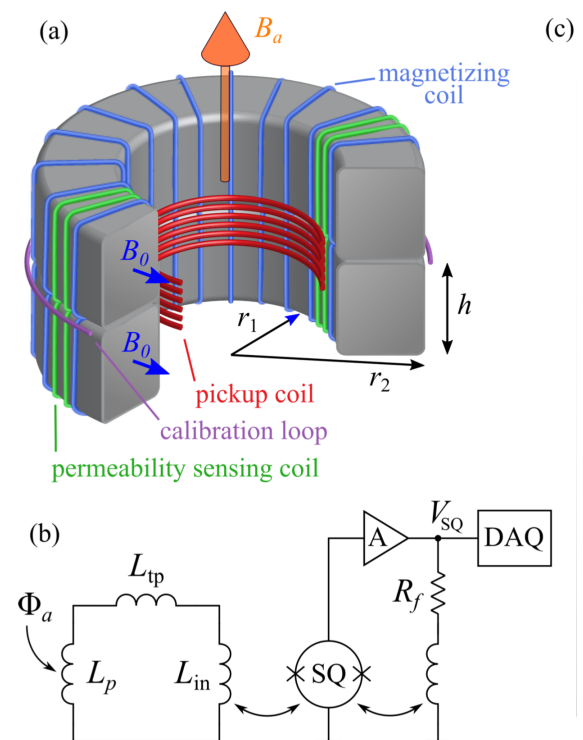 (a)
B_a
(c)
magnetizing
coil
B_0
B_0
r_1
r_2
h
pickup coil
calibration loop
permeability sensing coil
(b)
L_tp
Φ_a
L_p
L_in
A
V_SQ
DAQ
R_f
SQ